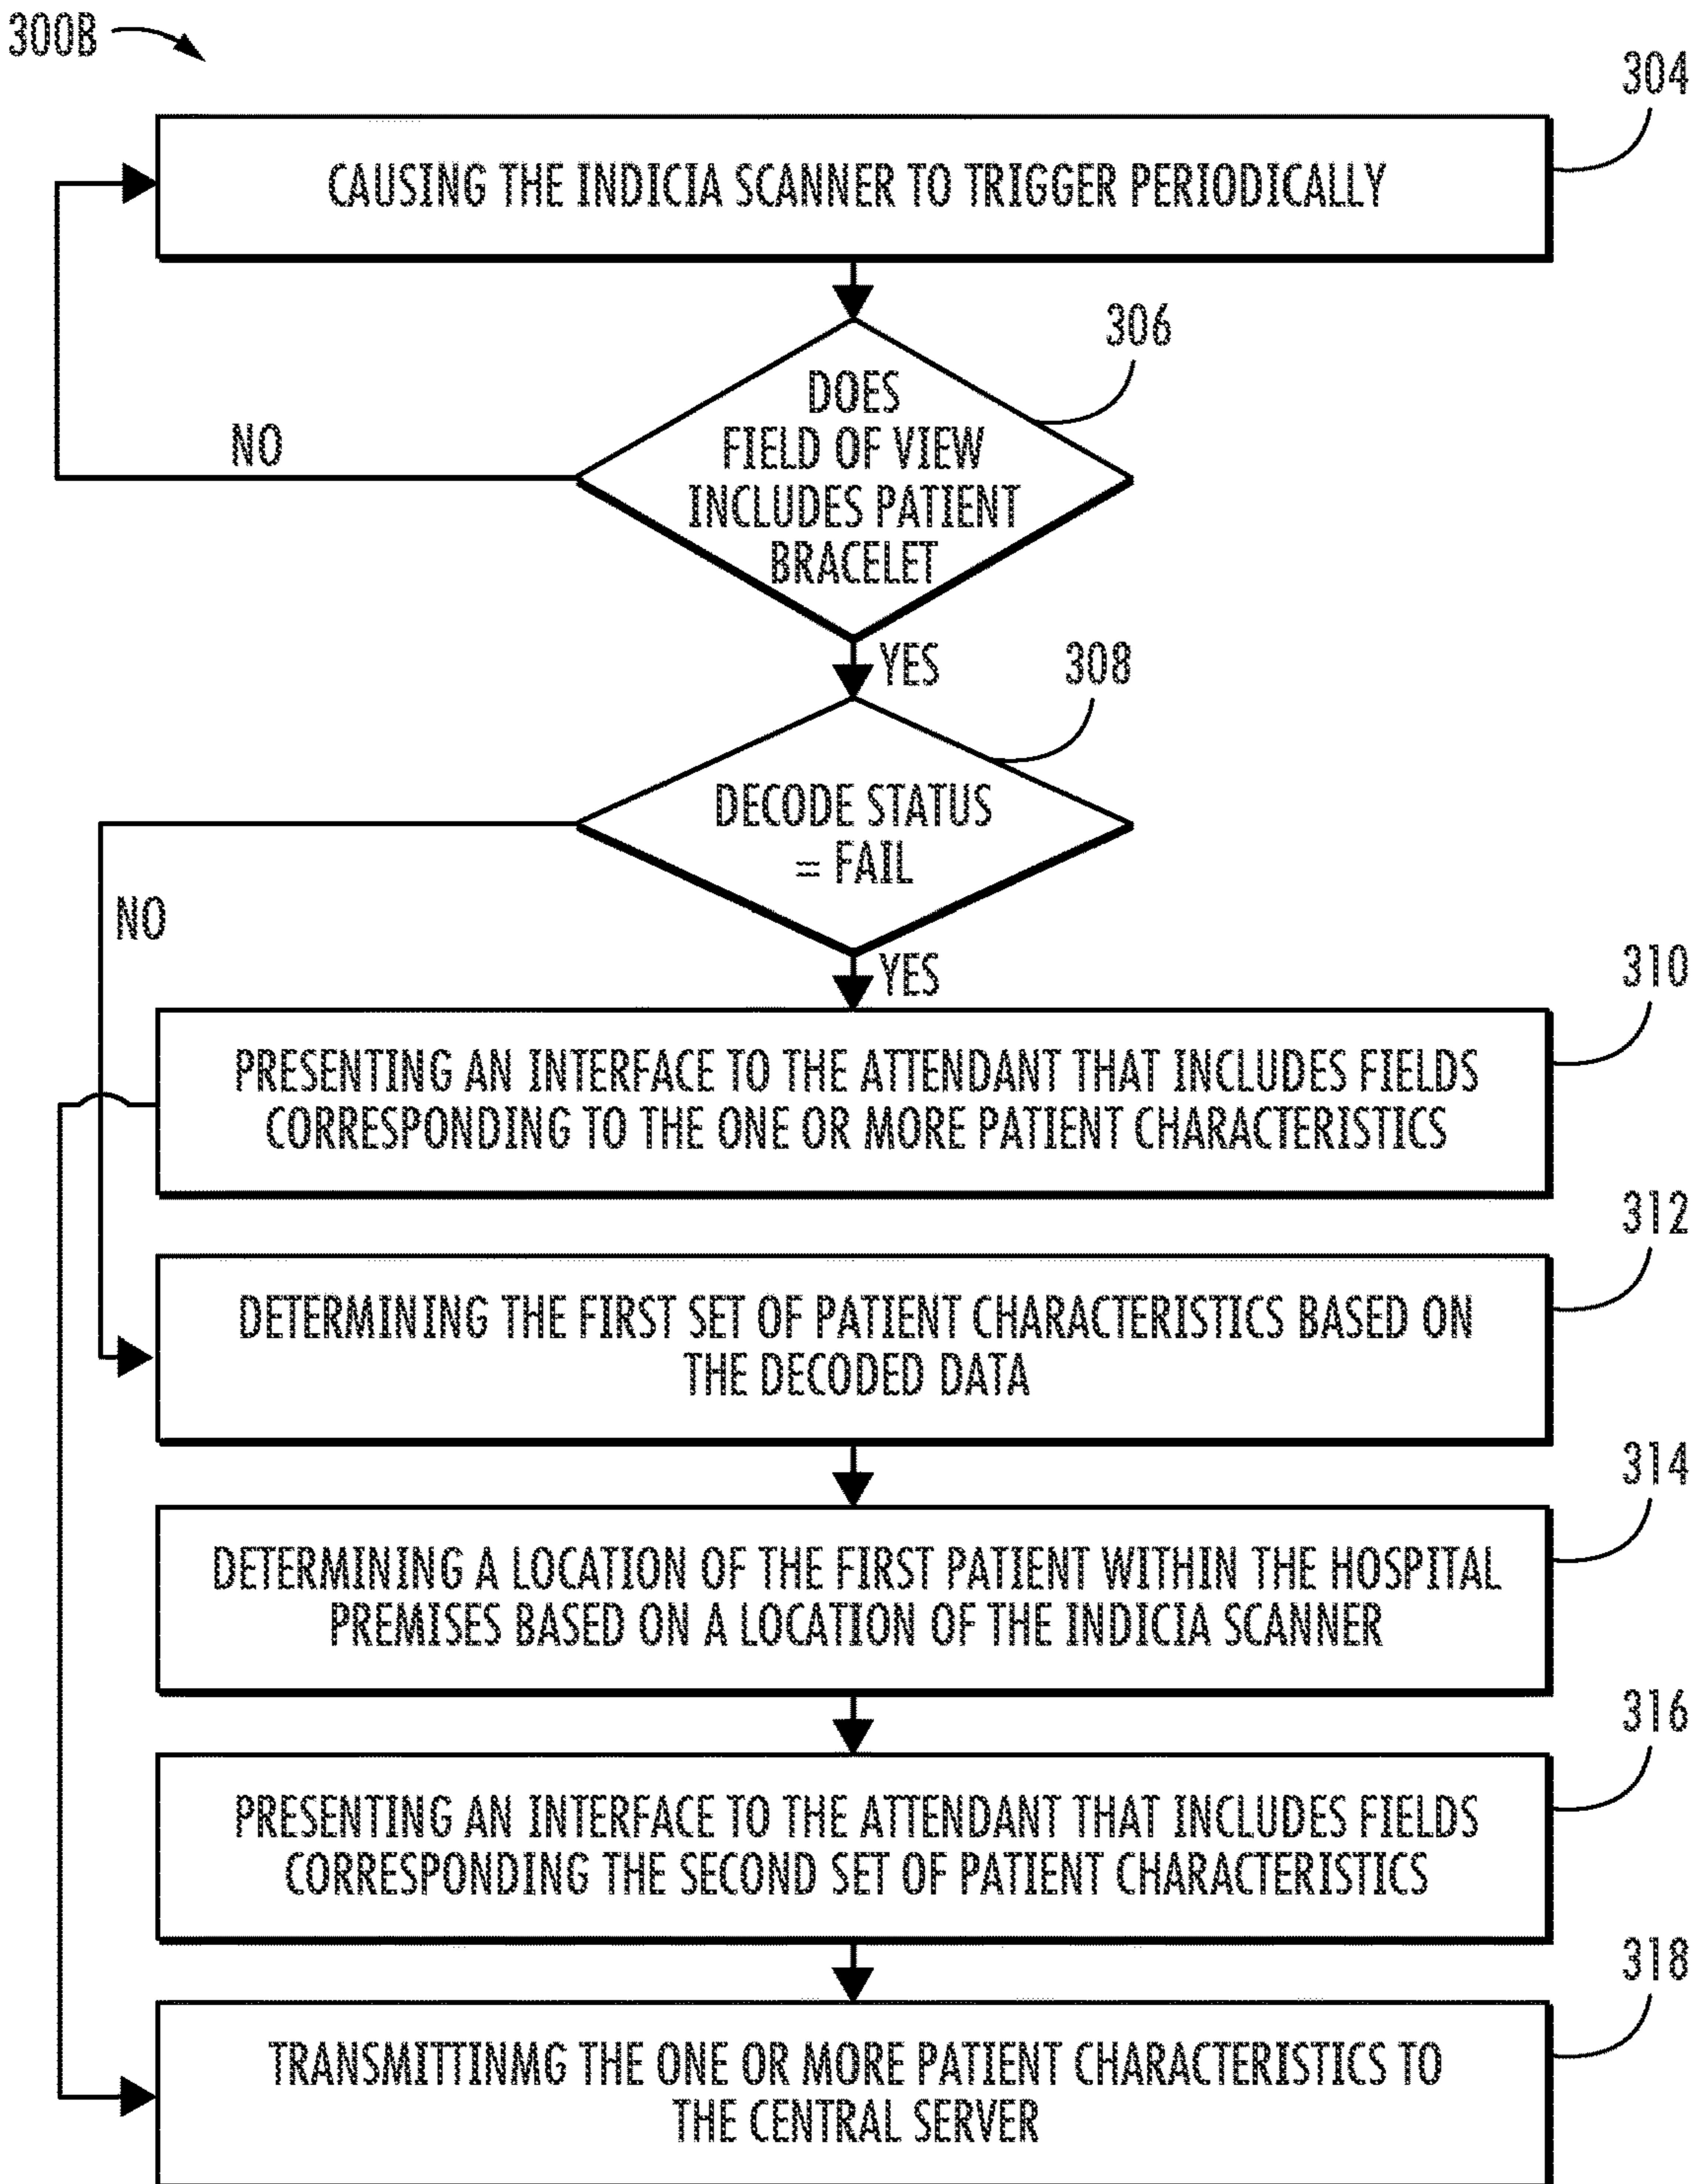 300B
304
CAUSING THE INDICIA SCANNER TO TRIGGER PERIODICALLY
306
DOES
FIELD OF VIEW
INCLUDES PATIENT
BRACELET
NO
YES
308
DECODE STATUS
= FAIL
NO
YES
310
PRESENTING AN INTERFACE TO THE ATTENDANT THAT INCLUDES FIELDS
CORRESPONDING TO THE ONE OR MORE PATIENT CHARACTERISTICS
312
DETERMINING THE FIRST SET OF PATIENT CHARACTERISTICS BASED ON
THE DECODED DATA
314
DETERMINING A LOCATION OF THE FIRST PATIENT WITHIN THE HOSPITAL
PREMISES BASED ON A LOCATION OF THE INDICIA SCANNER
316
PRESENTING AN INTERFACE TO THE ATTENDANT THAT INCLUDES FIELDS
CORRESPONDING THE SECOND SET OF PATIENT CHARACTERISTICS
318
TRANSMITTINMG THE ONE OR MORE PATIENT CHARACTERISTICS TO
THE CENTRAL SERVER